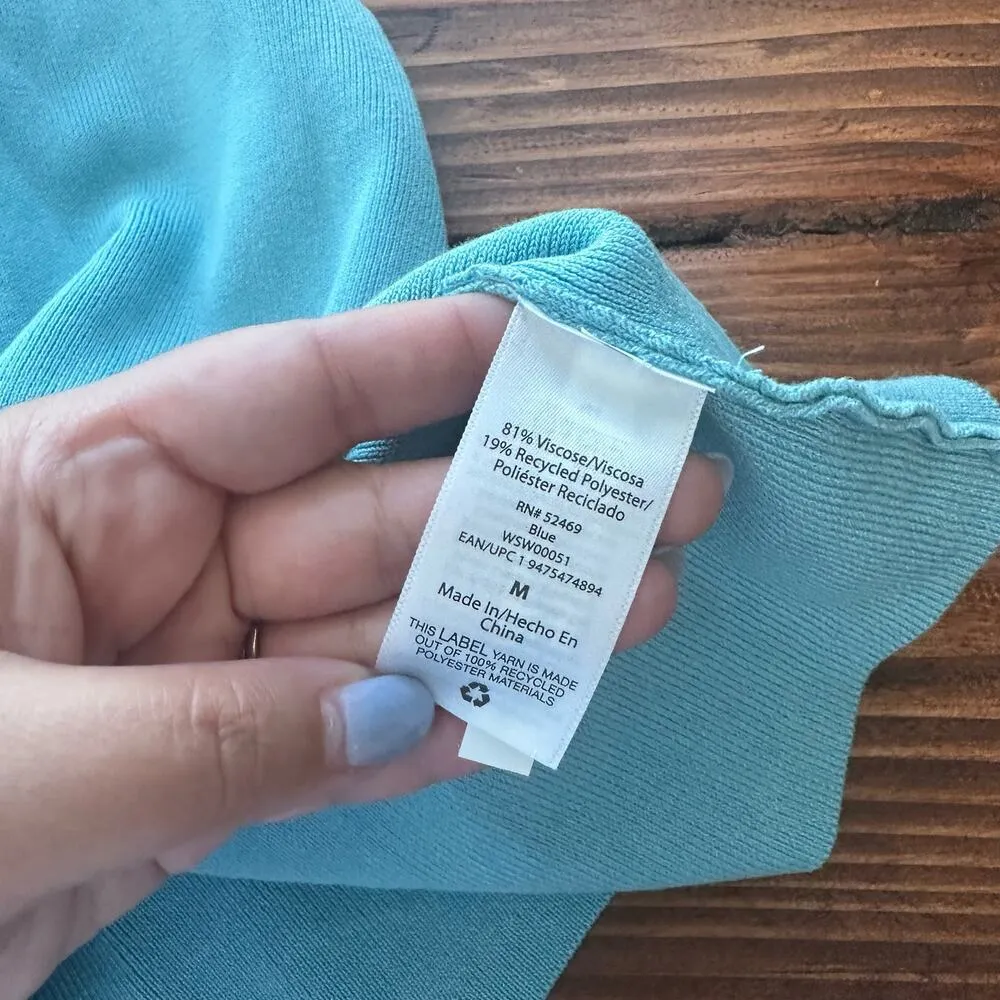 81% Viscose/Viscosa
19% Recycled Polyester/
Poliéster Reciclado
RN# 52469
Blue
WSW00051
EAN/UPC 1 9475474894
M
Made In/Hecho En
China
THIS LABEL YARN IS MADE
OUT OF 100% RECYCLED
POLYESTER MATERIALS